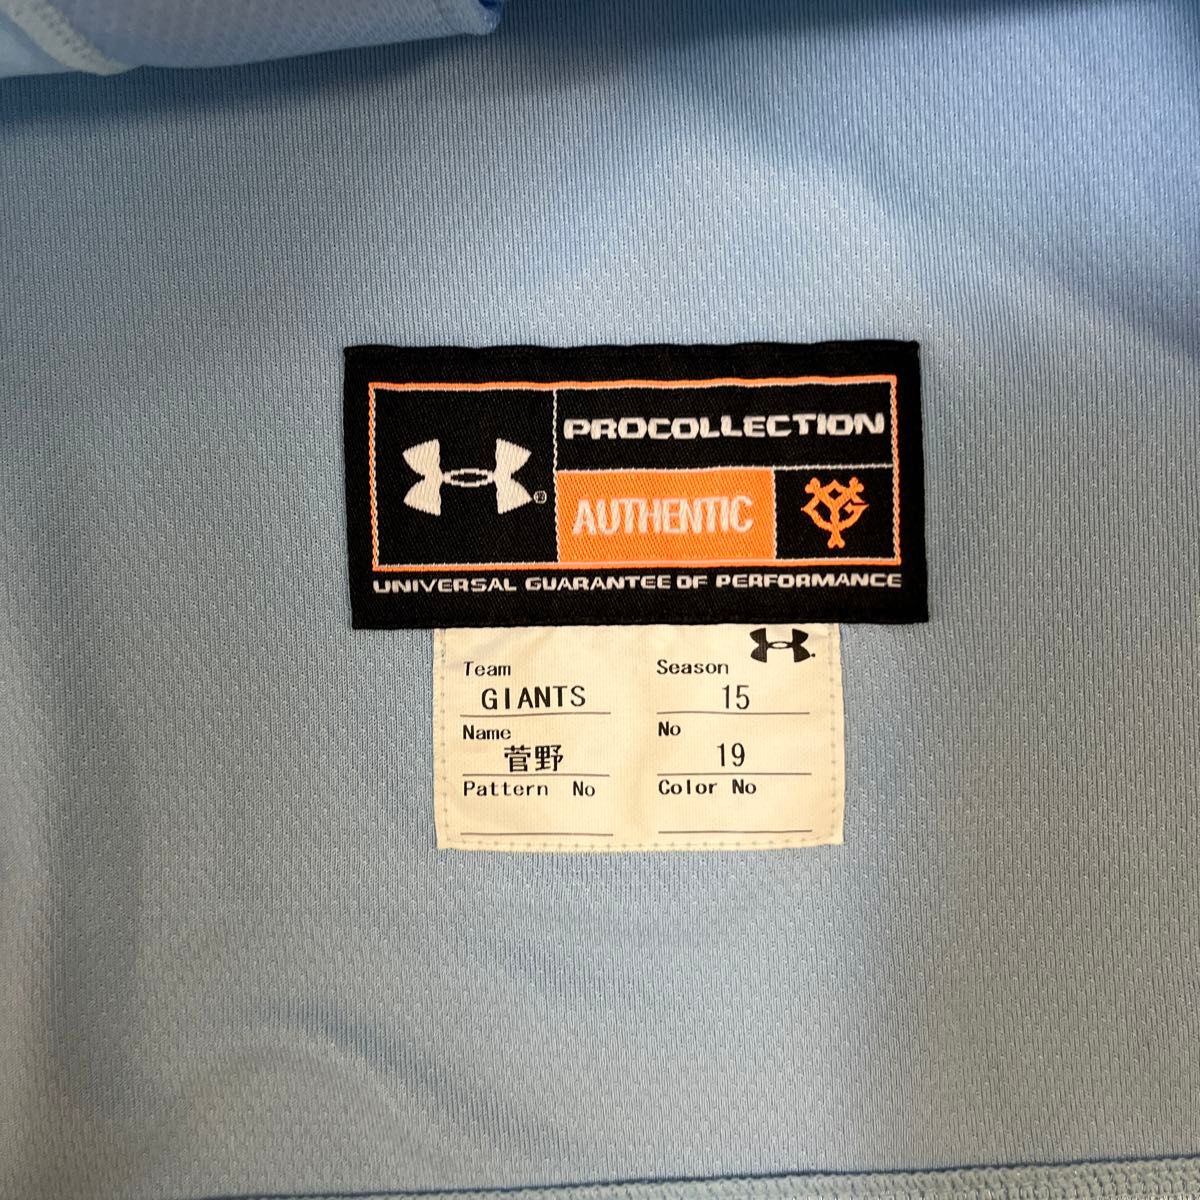 PROCOLLECTION
AUTHENTIC
UNIVERSAL GUARANTEE OF PERFORMANCE
Team Season
GIANTS 15
Name No
菅野 19
Pattern No Color No